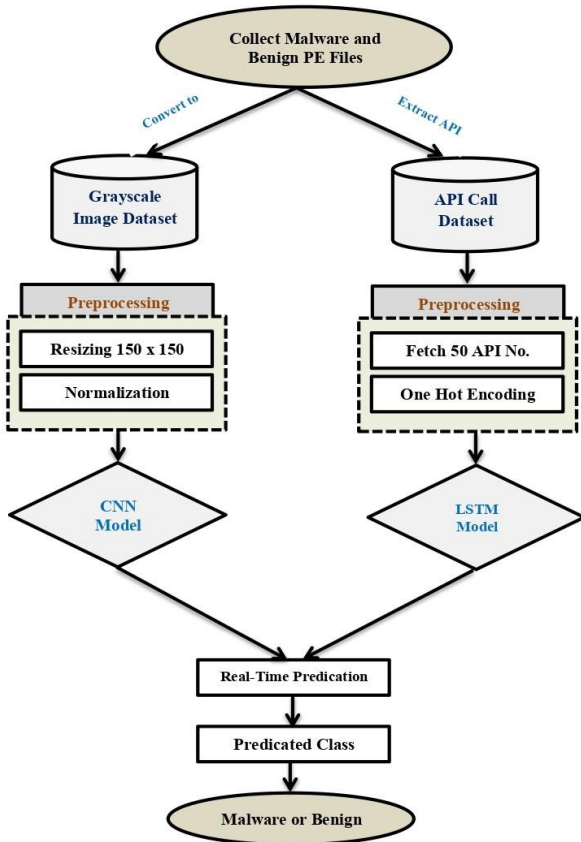 Collect Malware and
Benign PE Files
Convert to
Extract API
Grayscale
Image Dataset
API Call
Dataset
Preprocessing
Preprocessing
Resizing 150 x 150
Normalization
Fetch 50 API No.
One Hot Encoding
CNN
Model
LSTM
Model
Real-Time Predication
Predicated Class
Malware or Benign